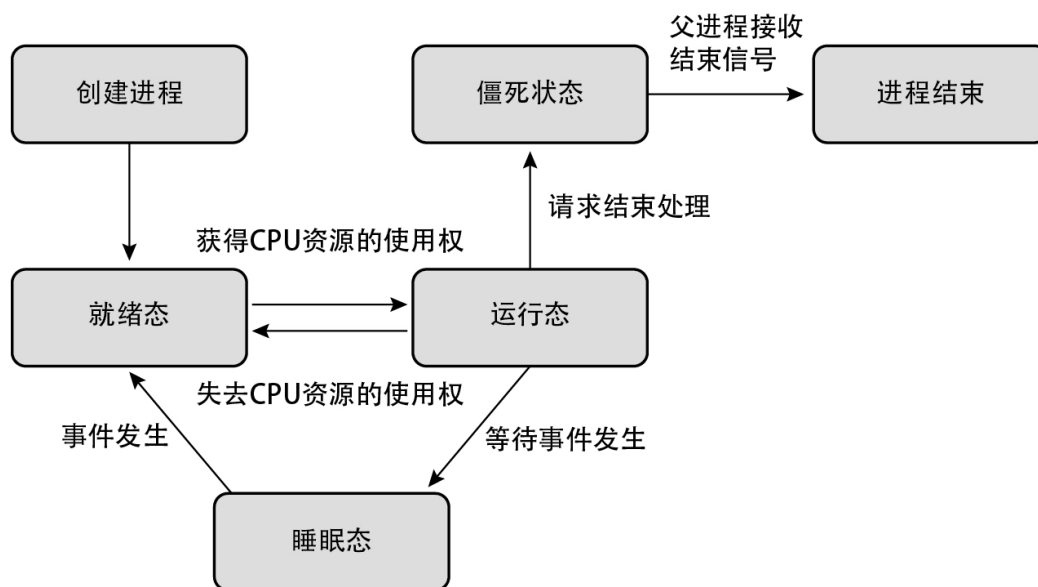 创建进程
僵死状态
父进程接收
结束信号
进程结束
请求结束处理
获得CPU资源的使用权
就绪态
运行态
失去CPU资源的使用权
事件发生
等待事件发生
睡眠态